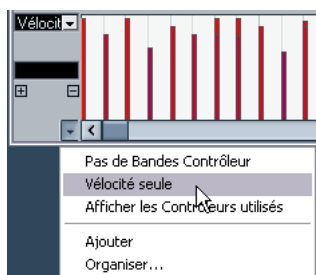 Vélocit
Pas de Bandes Contrôleur
Vélocité seule
Afficher les Contrôleurs utilisés
Ajouter
Organiser...